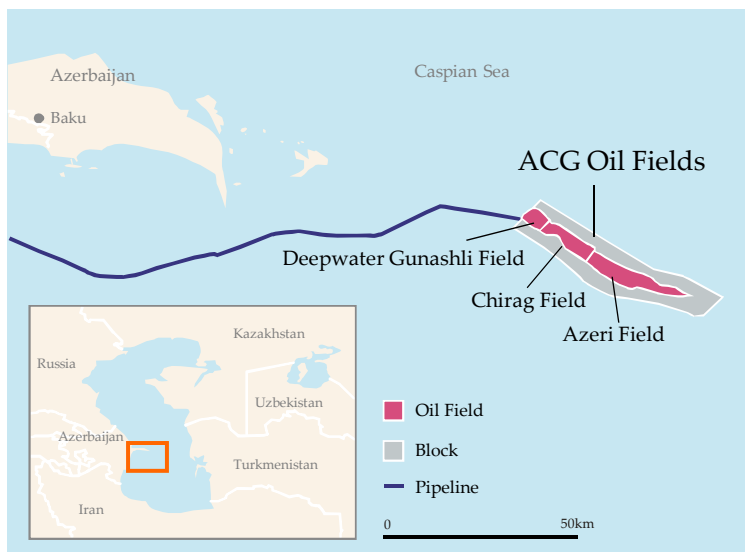 Azerbaijan
Caspian Sea
Baku
ACG Oil Fields
Deepwater Gunashli Field
Chirag Field
Azeri Field
Kazakhstan
Russia
Uzbekistan
Azerbaijan
Turkmenistan
Iran
Oil Field
Block
Pipeline
0 50km